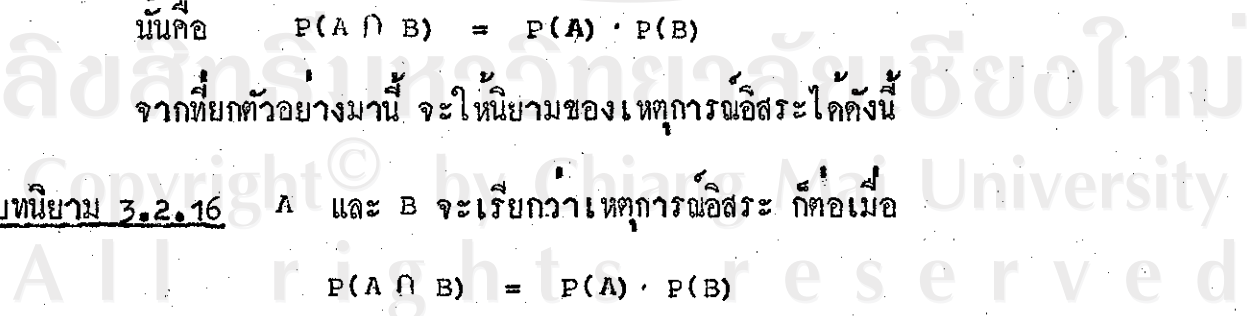 นั่นคือ P(A ∩ B) = P(A) · P(B)
ลิขสิทธิ์มหาวิทยาลัยเชียงใหม่
จากที่ยกตัวอย่างมานี้ จะให้นิยามของเหตุการณ์อิสระได้ดังนี้
Copyright© by Chiang Mai University
บทนิยาม 3.2.16 A และ B จะเรียกว่าเหตุการณ์อิสระ ก็ต่อเมื่อ
All rights reserved
P(A ∩ B) = P(A) · P(B)